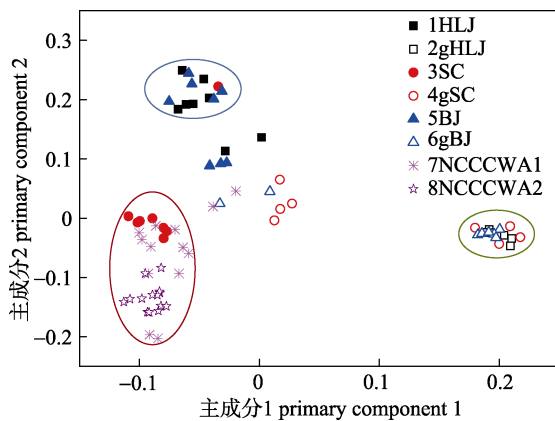 主成分2 primary component 2
0.3
0.2
0.1
0
−0.1
−0.2
1HLJ
2gHLJ
3SC
4gSC
5BJ
6gBJ
7NCCCWA1
8NCCCWA2
−0.1
0
0.1
0.2
主成分1 primary component 1